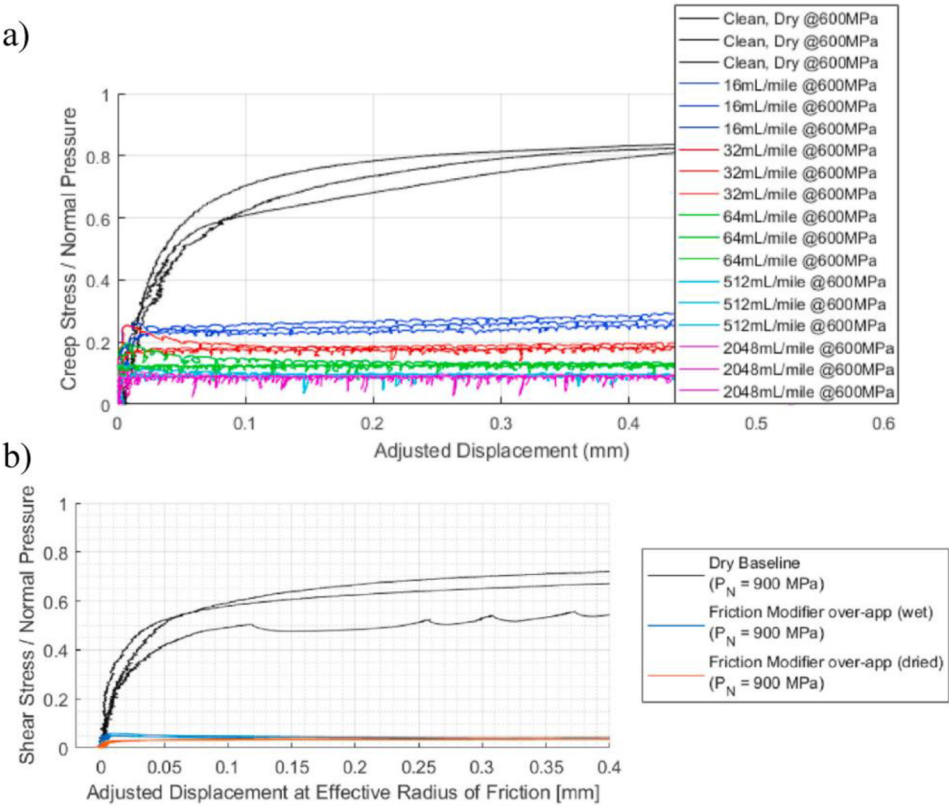 a)
Clean, Dry @600MPa
Clean, Dry @600MPa
Clean, Dry @600MPa
16mL/mile @600MPa
16mL/mile @600MPa
16mL/mile @600MPa
32mL/mile @600MPa
32mL/mile @600MPa
32mL/mile @600MPa
64mL/mile @600MPa
64mL/mile @600MPa
64mL/mile @600MPa
512mL/mile @600MPa
512mL/mile @600MPa
512mL/mile @600MPa
2048mL/mile @600MPa
2048mL/mile @600MPa
2048mL/mile @600MPa
Creep Stress / Normal Pressure
1
0.8
0.6
0.4
0.2
0
0 0.1 0.2 0.3 0.4 0.5 0.6
Adjusted Displacement (mm)
b)
Shear Stress / Normal Pressure
1
0.8
0.6
0.4
0.2
0
0 0.05 0.1 0.15 0.2 0.25 0.3 0.35 0.4
Adjusted Displacement at Effective Radius of Friction [mm]
Dry Baseline
(P_N = 900 MPa)
Friction Modifier over-app (wet)
(P_N = 900 MPa)
Friction Modifier over-app (dried)
(P_N = 900 MPa)